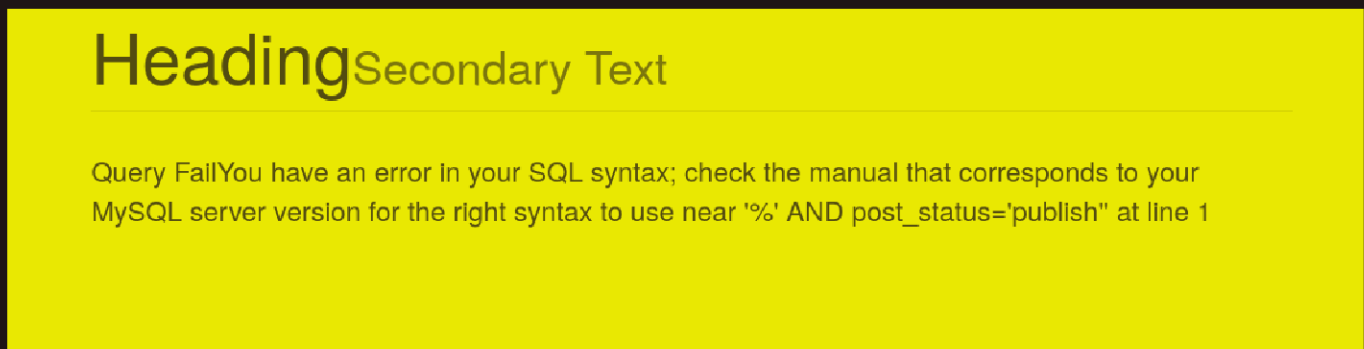 HeadingSecondary Text
Query FailYou have an error in your SQL syntax; check the manual that corresponds to your
MySQL server version for the right syntax to use near '%' AND post_status='publish'' at line 1